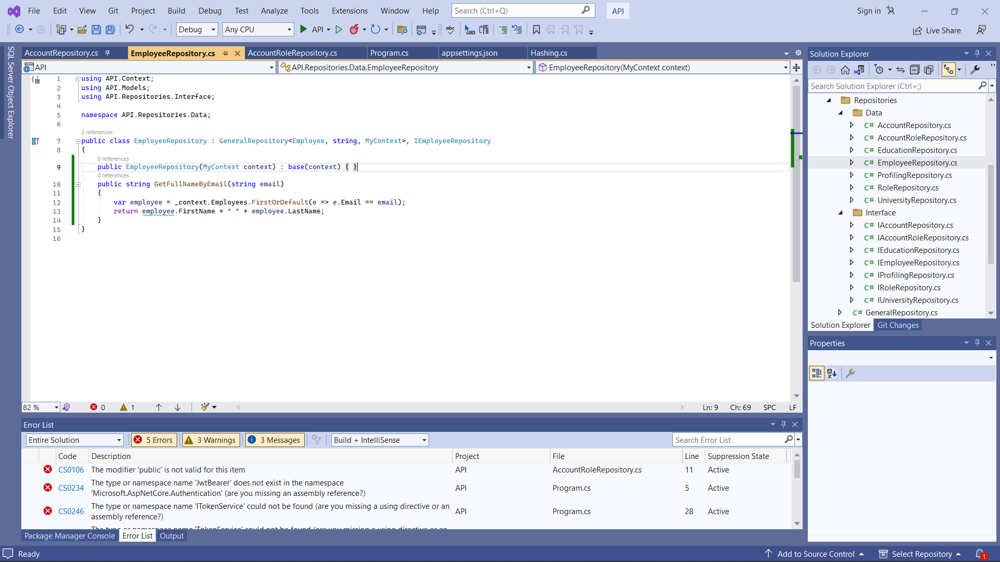 File Edit View Git Project Build Debug Test Analyze Tools Extensions Window Help Search (Ctrl+Q) API Sign in
Debug Any CPU API Live Share
SQL Server Object Explorer
AccountRepository.cs EmployeeRepository.cs AccountRoleRepository.cs Program.cs appsettings.json Hashing.cs
API API.Repositories.Data.EmployeeRepository EmployeeRepository(MyContext context)
1 using API.Context;
2 using API.Models;
3 using API.Repositories.Interface;
4
5 namespace API.Repositories.Data;
6
2 references
7 public class EmployeeRepository : GeneralRepository<Employee, string, MyContext>, IEmployeeRepository
8 {
0 references
9 public EmployeeRepository(MyContext context) : base(context) { }
0 references
10 public string GetFullNameByEmail(string email)
11 {
12 var employee = _context.Employees.FirstOrDefault(e => e.Email == email);
13 return employee.FirstName + " " + employee.LastName;
14 }
15 }
16
82 % 0 1 Ln: 9 Ch: 69 SPC LF
Solution Explorer
Search Solution Explorer (Ctrl+;)
Repositories
Data
C# AccountRepository.cs
C# AccountRoleRepository.cs
C# EducationRepository.cs
C# EmployeeRepository.cs
C# ProfilingRepository.cs
C# RoleRepository.cs
C# UniversityRepository.cs
Interface
C# IAccountRepository.cs
C# IAccountRoleRepository.cs
C# IEducationRepository.cs
C# IEmployeeRepository.cs
C# IProfilingRepository.cs
C# IRoleRepository.cs
C# IUniversityRepository.cs
C# GeneralRepository.cs
Solution Explorer Git Changes
Properties
Error List
Entire Solution 5 Errors 3 Warnings 3 Messages Build + IntelliSense Search Error List
Code Description Project File Line Suppression State
CS0106 The modifier 'public' is not valid for this item API AccountRoleRepository.cs 11 Active
CS0234 The type or namespace name 'JwtBearer' does not exist in the namespace
'Microsoft.AspNetCore.Authentication' (are you missing an assembly reference?) API Program.cs 5 Active
CS0246 The type or namespace name 'ITokenService' could not be found (are you missing a using directive or an
assembly reference?) API Program.cs 28 Active
The type or namespace name 'TokenService' could not be found (are you missing a using directive or an
Package Manager Console Error List Output
Ready Add to Source Control Select Repository 1